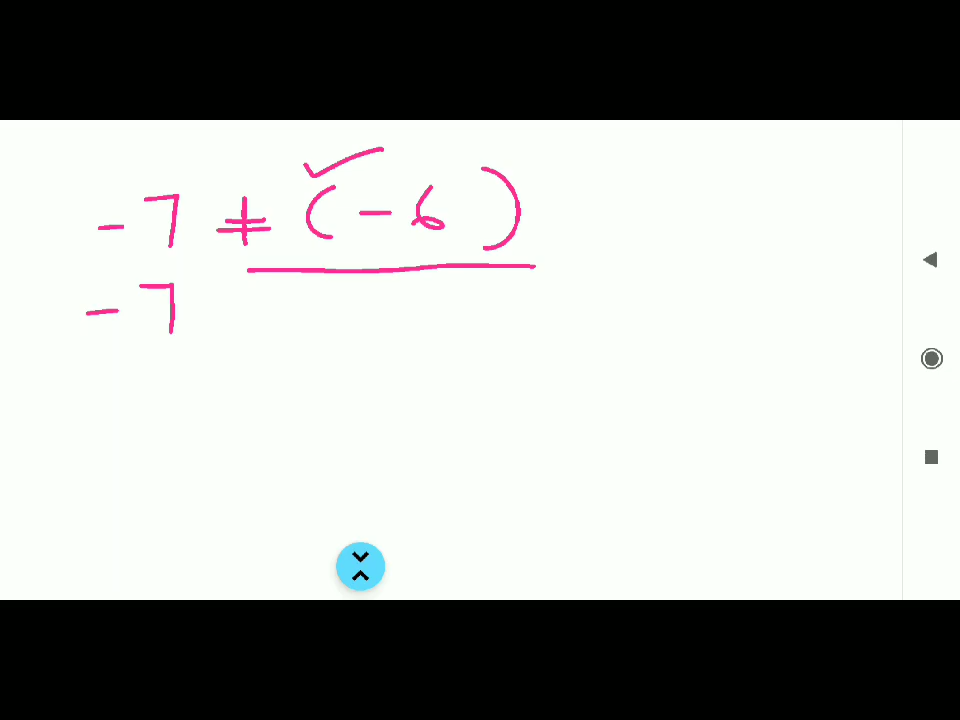 - 7 + (- 6)
- 7